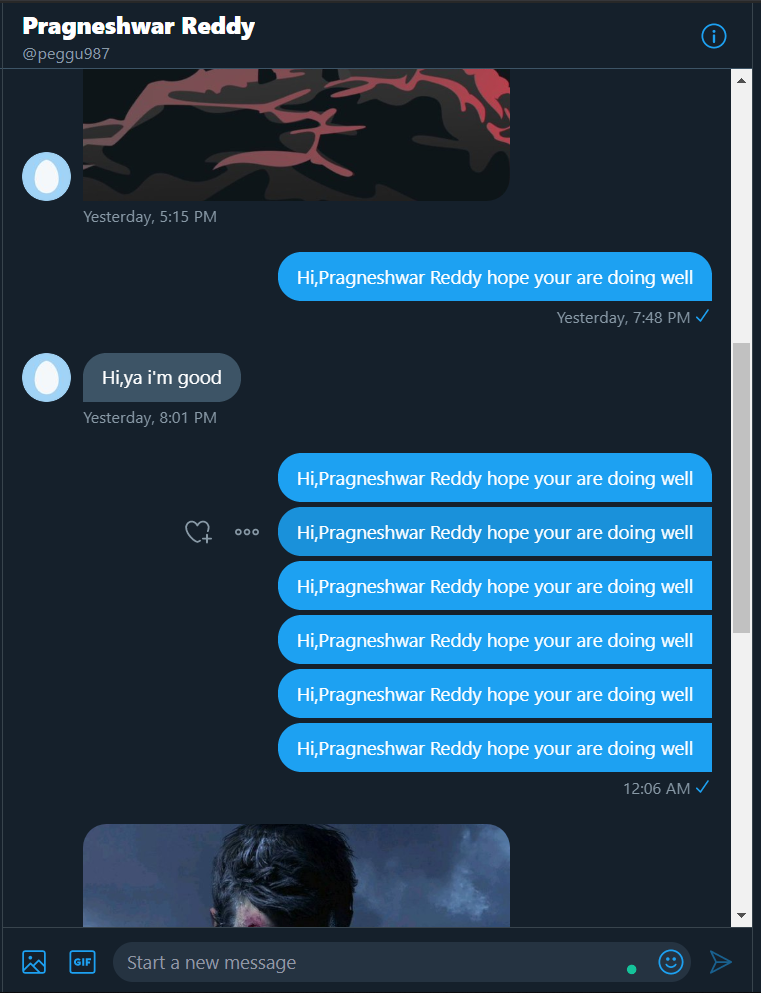 Pragneshwar Reddy
@peggu987
Yesterday, 5:15 PM
Hi,Pragneshwar Reddy hope your are doing well
Yesterday, 7:48 PM
Hi,ya i'm good
Yesterday, 8:01 PM
Hi,Pragneshwar Reddy hope your are doing well
Hi,Pragneshwar Reddy hope your are doing well
Hi,Pragneshwar Reddy hope your are doing well
Hi,Pragneshwar Reddy hope your are doing well
Hi,Pragneshwar Reddy hope your are doing well
Hi,Pragneshwar Reddy hope your are doing well
12:06 AM
GIF
Start a new message